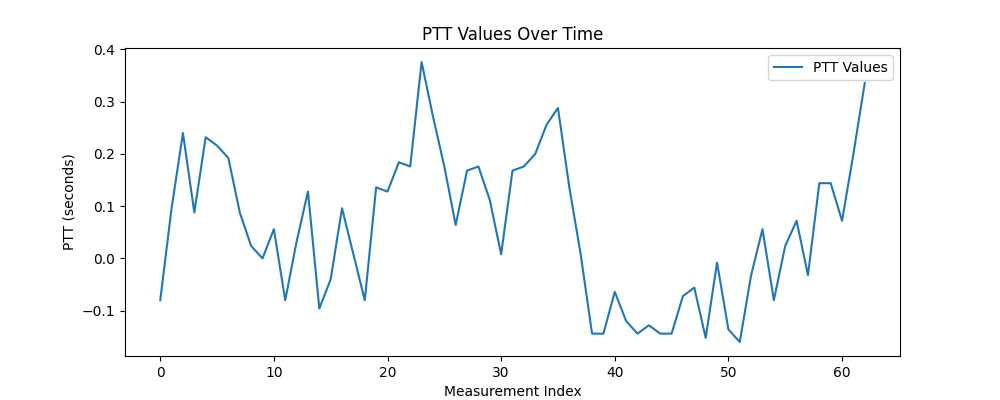 PTT Values Over Time
PTT Values
PTT (seconds)
0.4
0.3
0.2
0.1
0.0
−0.1
0 10 20 30 40 50 60
Measurement Index